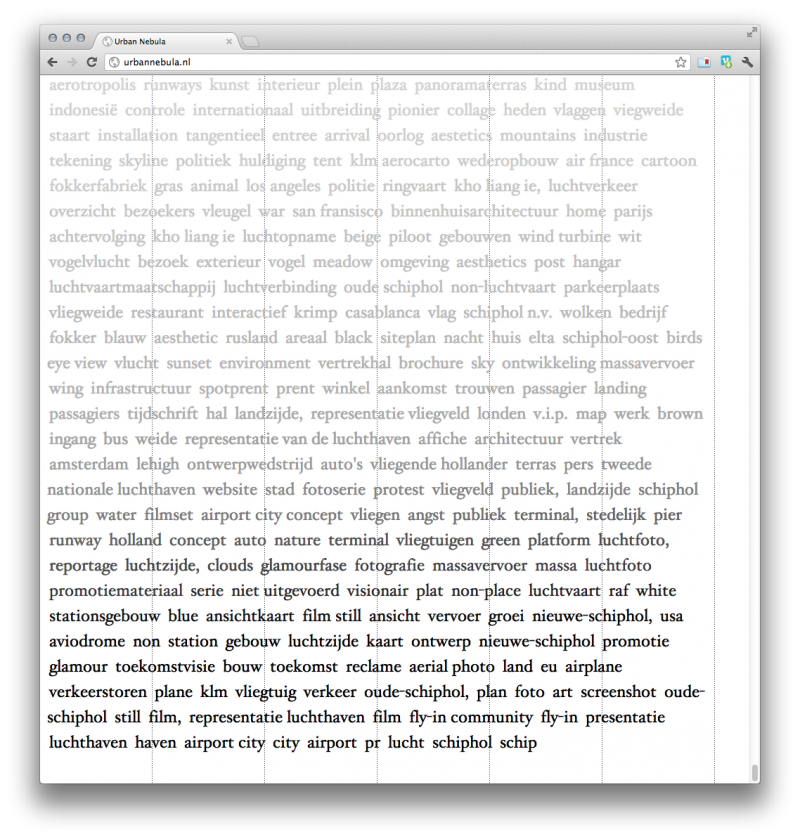 Urban Nebula
urbannebula.nl
aerotropolis runways kunst interieur plein plaza panoramaterras kind museum
indonesië controle internationaal uitbreiding pionier collage heden vlaggen viegweide
staart installation tangentieel entree arrival oorlog aestetics mountains industrie
tekening skyline politiek huldiging tent klm aerocarto wederopbouw air france cartoon
fokkerfabriek gras animal los angeles politie ringvaart kho liang ie, luchtverkeer
overzicht bezoekers vleugel war san fransisco binnenhuisarchitectuur home parijs
achtervolging kho liang ie luchtopname beige piloot gebouwen wind turbine wit
vogelvlucht bezoek exterieur vogel meadow omgeving aesthetics post hangar
luchtvaartmaatschappij luchtverbinding oude schiphol non-luchtvaart parkeerplaats
vliegweide restaurant interactief krimp casablanca vlag schiphol n.v. wolken bedrijf
fokker blauw aesthetic rusland areaal black siteplan nacht huis elta schiphol-oost birds
eye view vlucht sunset environment vertrekhal brochure sky ontwikkeling massavervoer
wing infrastructuur spotprent prent winkel aankomst trouwen passagier landing
passagiers tijdschrift hal landzijde, representatie vliegveld londen v.i.p. map werk brown
ingang bus weide representatie van de luchthaven affiche architectuur vertrek
amsterdam lehigh ontwerpwedstrijd auto's vliegende hollander terras pers tweede
nationale luchthaven website stad fotoserie protest vliegveld publiek, landzijde schiphol
group water filmset airport city concept vliegen angst publiek terminal, stedelijk pier
runway holland concept auto nature terminal vliegtuigen green platform luchtfoto,
reportage luchtzijde, clouds glamourfase fotografie massavervoer massa luchtfoto
promotiemateriaal serie niet uitgevoerd visionair plat non-place luchtvaart raf white
stationsgebouw blue ansichtkaart film still ansicht vervoer groei nieuwe-schiphol, usa
aviodrome non station gebouw luchtzijde kaart ontwerp nieuwe-schiphol promotie
glamour toekomstvisie bouw toekomst reclame aerial photo land eu airplane
verkeerstoren plane klm vliegtuig verkeer oude-schiphol, plan foto art screenshot oude-
schiphol still film, representatie luchthaven film fly-in community fly-in presentatie
luchthaven haven airport city city airport pr lucht schiphol schip